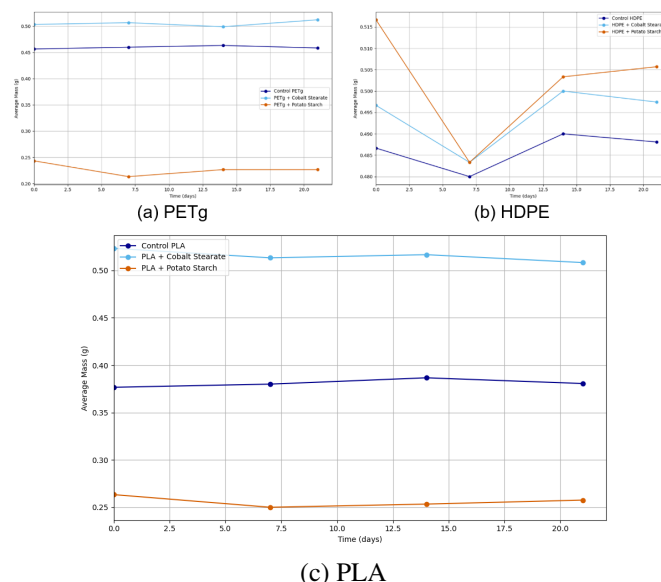 0.50
0.45
0.40
0.35
0.30
0.25
0.20
Average Mass (g)
Control PETg
PETg + Cobalt Stearate
PETg + Potato Starch
0.0 2.5 5.0 7.5 10.0 12.5 15.0 17.5 20.0
Time (days)
(a) PETg
0.515
0.510
0.505
0.500
0.495
0.490
0.485
0.480
Average Mass (g)
Control HDPE
HDPE + Cobalt Stearate
HDPE + Potato Starch
0.0 2.5 5.0 7.5 10.0 12.5 15.0 17.5 20.0
Time (days)
(b) HDPE
Control PLA
PLA + Cobalt Stearate
PLA + Potato Starch
0.50
0.45
0.40
0.35
0.30
0.25
Average Mass (g)
0.0 2.5 5.0 7.5 10.0 12.5 15.0 17.5 20.0
Time (days)
(c) PLA